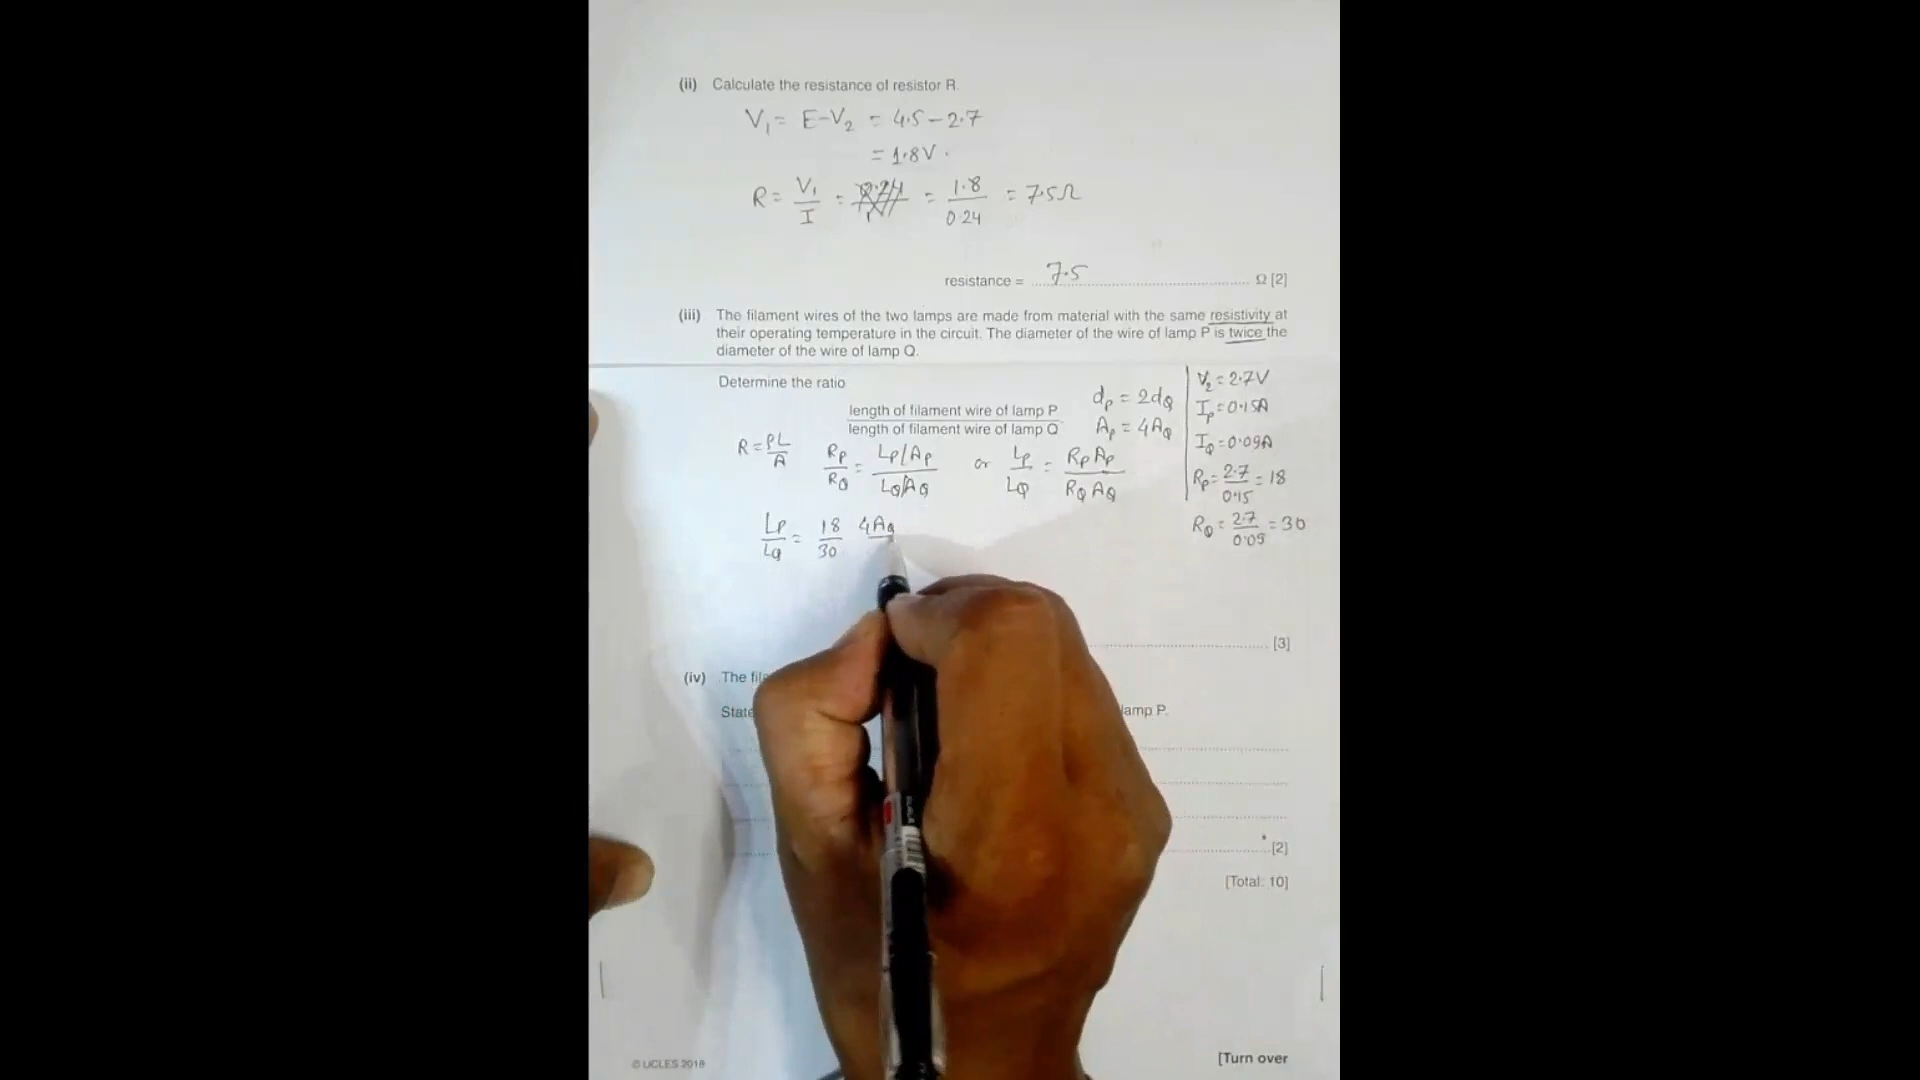 (ii) Calculate the resistance of resistor R.
V₁ = E-V₂ = 4.5 - 2.7
= 1.8V.
R = V₁/I = = 1.8/0.24 = 7.5Ω
resistance = 7.5 Ω [2]
(iii) The filament wires of the two lamps are made from material with the same resistivity at
their operating temperature in the circuit. The diameter of the wire of lamp P is twice the
diameter of the wire of lamp Q.
Determine the ratio
length of filament wire of lamp P
length of filament wire of lamp Q
d_P = 2d_Q
A_P = 4A_Q
V₂ = 2.7V
I_P = 0.15A
I_Q = 0.09A
R_P = 2.7/0.15 = 18
R_Q = 2.7/0.09 = 30
R = ρL/A
R_P/R_Q = L_P/A_P / L_Q/A_Q or L_P/L_Q = R_P A_P / R_Q A_Q
L_P/L_Q = 18/30 4A_Q
[3]
(iv) The
State lamp P.
[2]
[Total: 10]
© UCLES 2018
[Turn over